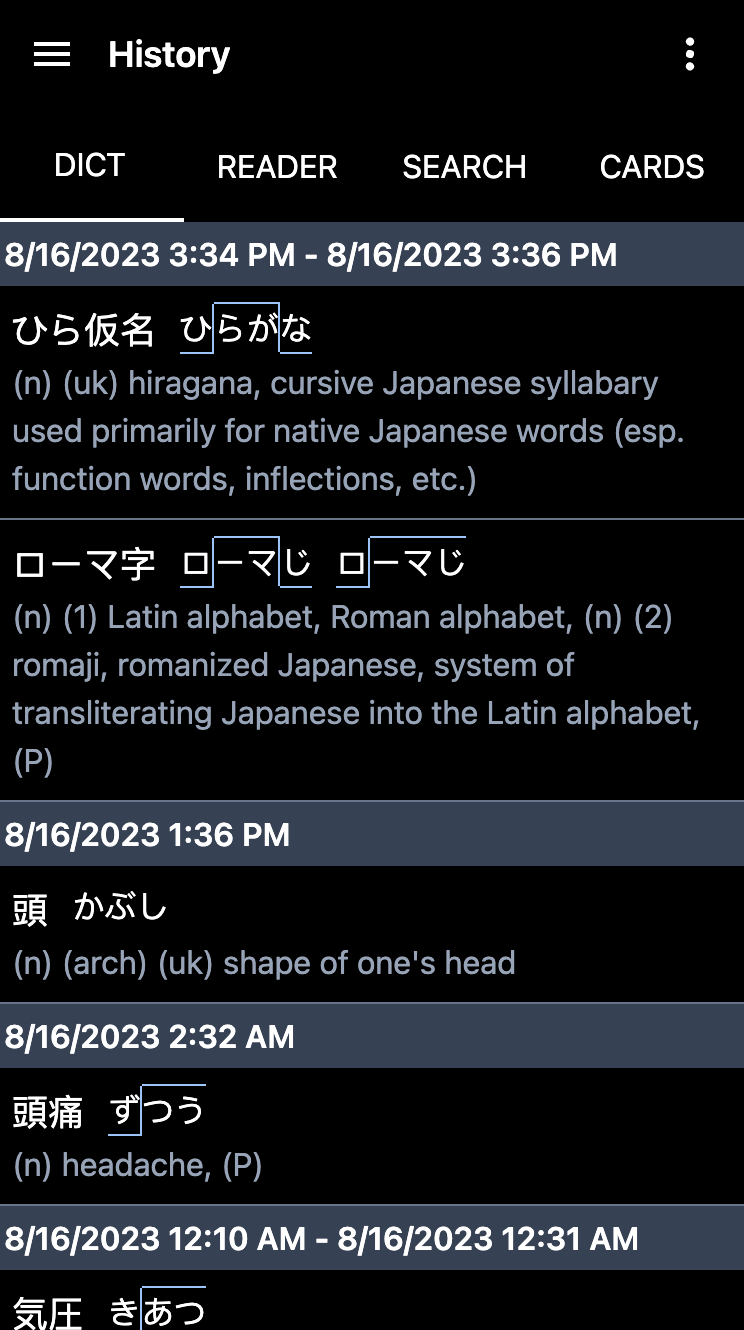 History
DICT READER SEARCH CARDS
8/16/2023 3:34 PM - 8/16/2023 3:36 PM
ひら仮名 ひらがな
(n) (uk) hiragana, cursive Japanese syllabary
used primarily for native Japanese words (esp.
function words, inflections, etc.)
ローマ字 ローマじ ローマじ
(n) (1) Latin alphabet, Roman alphabet, (n) (2)
romaji, romanized Japanese, system of
transliterating Japanese into the Latin alphabet,
(P)
8/16/2023 1:36 PM
頭 かぶし
(n) (arch) (uk) shape of one's head
8/16/2023 2:32 AM
頭痛 ずつう
(n) headache, (P)
8/16/2023 12:10 AM - 8/16/2023 12:31 AM
気圧 きあつ